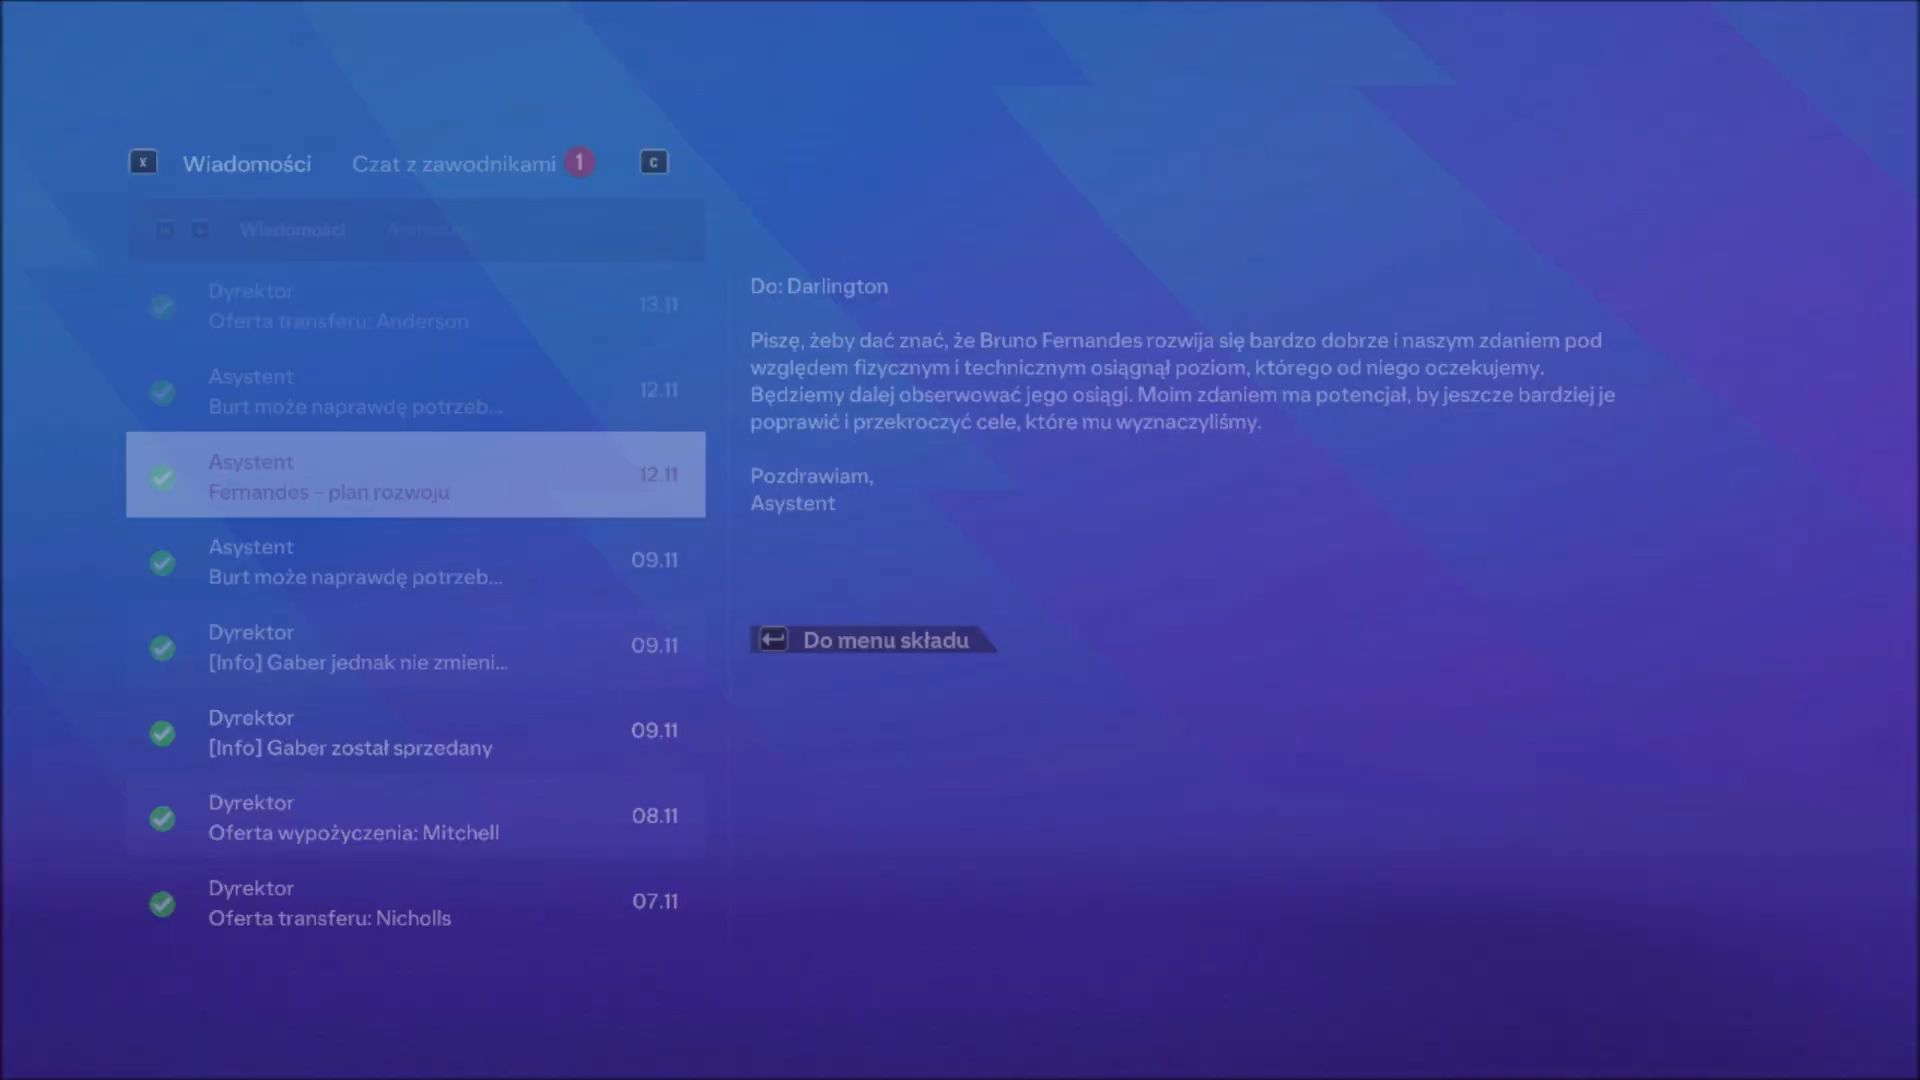 X Wiadomości Czat z zawodnikami 1 C
Wiadomości
Dyrektor
Oferta transferu: Anderson
13.11
Asystent
Burt może naprawdę potrzeb...
12.11
Asystent
Fernandes – plan rozwoju
12.11
Asystent
Burt może naprawdę potrzeb...
09.11
Dyrektor
[Info] Gaber jednak nie zmieni...
09.11
Dyrektor
[Info] Gaber został sprzedany
09.11
Dyrektor
Oferta wypożyczenia: Mitchell
08.11
Dyrektor
Oferta transferu: Nicholls
07.11
Do: Darlington
Piszę, żeby dać znać, że Bruno Fernandes rozwija się bardzo dobrze i naszym zdaniem pod
względem fizycznym i technicznym osiągnął poziom, którego od niego oczekujemy.
Będziemy dalej obserwować jego osiągi. Moim zdaniem ma potencjał, by jeszcze bardziej je
poprawić i przekroczyć cele, które mu wyznaczyliśmy.
Pozdrawiam,
Asystent
Do menu składu